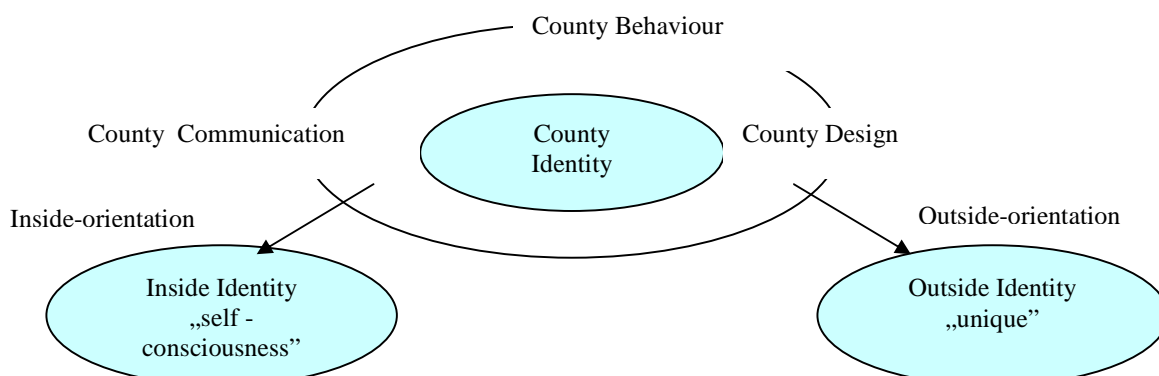 County Behaviour
County  Communication
County
Identity
County Design
Inside-orientation
Outside-orientation
Inside Identity
„self -
consciousness”
Outside Identity
„unique”